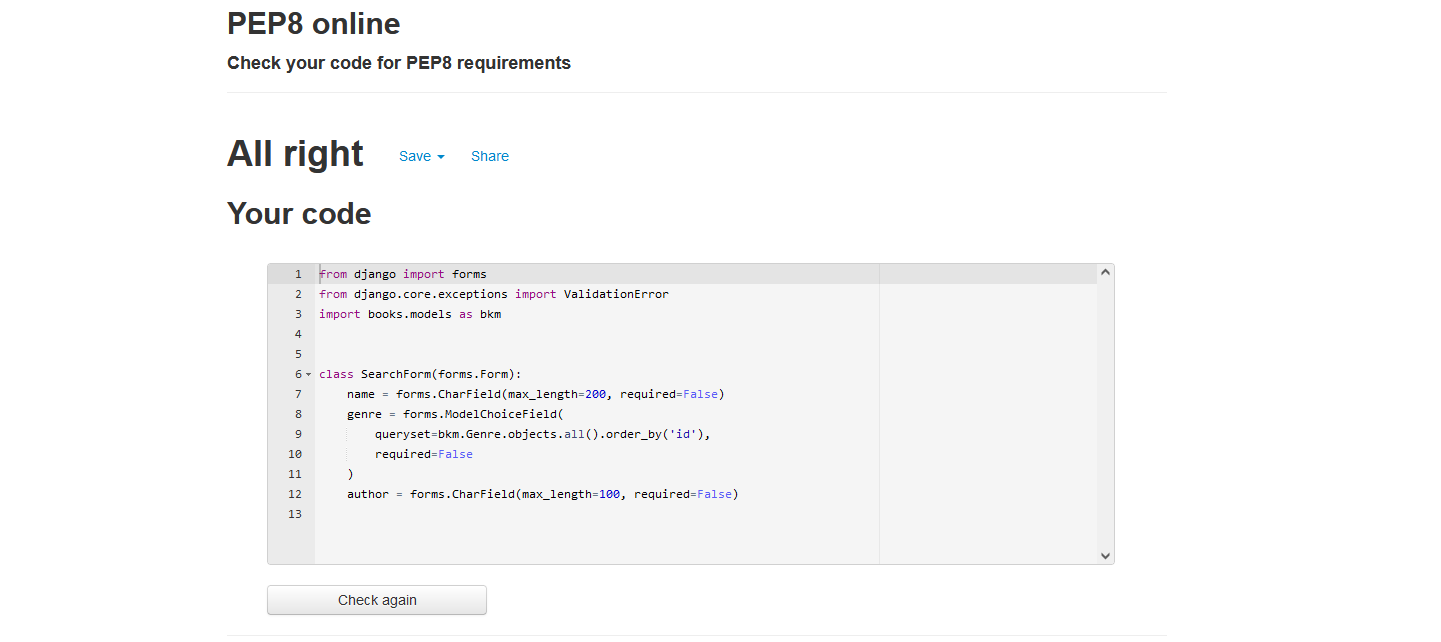 PEP8 online
Check your code for PEP8 requirements
All right Save Share
Your code
1 from django import forms
2 from django.core.exceptions import ValidationError
3 import books.models as bkm
4
5
6 class SearchForm(forms.Form):
7     name = forms.CharField(max_length=200, required=False)
8     genre = forms.ModelChoiceField(
9         queryset=bkm.Genre.objects.all().order_by('id'),
10         required=False
11     )
12     author = forms.CharField(max_length=100, required=False)
13
Check again